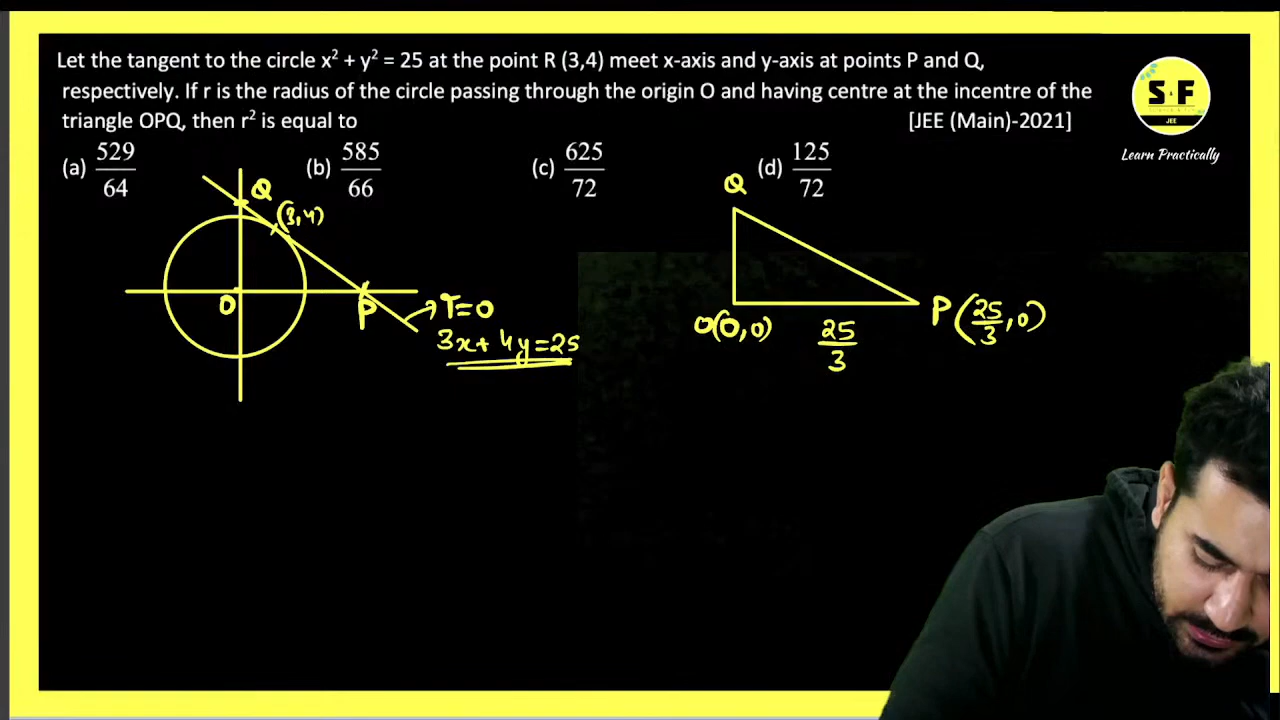 Let the tangent to the circle x² + y² = 25 at the point R (3,4) meet x-axis and y-axis at points P and Q,
respectively. If r is the radius of the circle passing through the origin O and having centre at the incentre of the
triangle OPQ, then r² is equal to [JEE (Main)-2021]
(a) 529/64 (b) 585/66 (c) 625/72 (d) 125/72
S F
JEE
Learn Practically
Q
(3,4)
O
P
T=0
3x+4y=25
Q
O(0,0)
25/3
P(25/3,0)